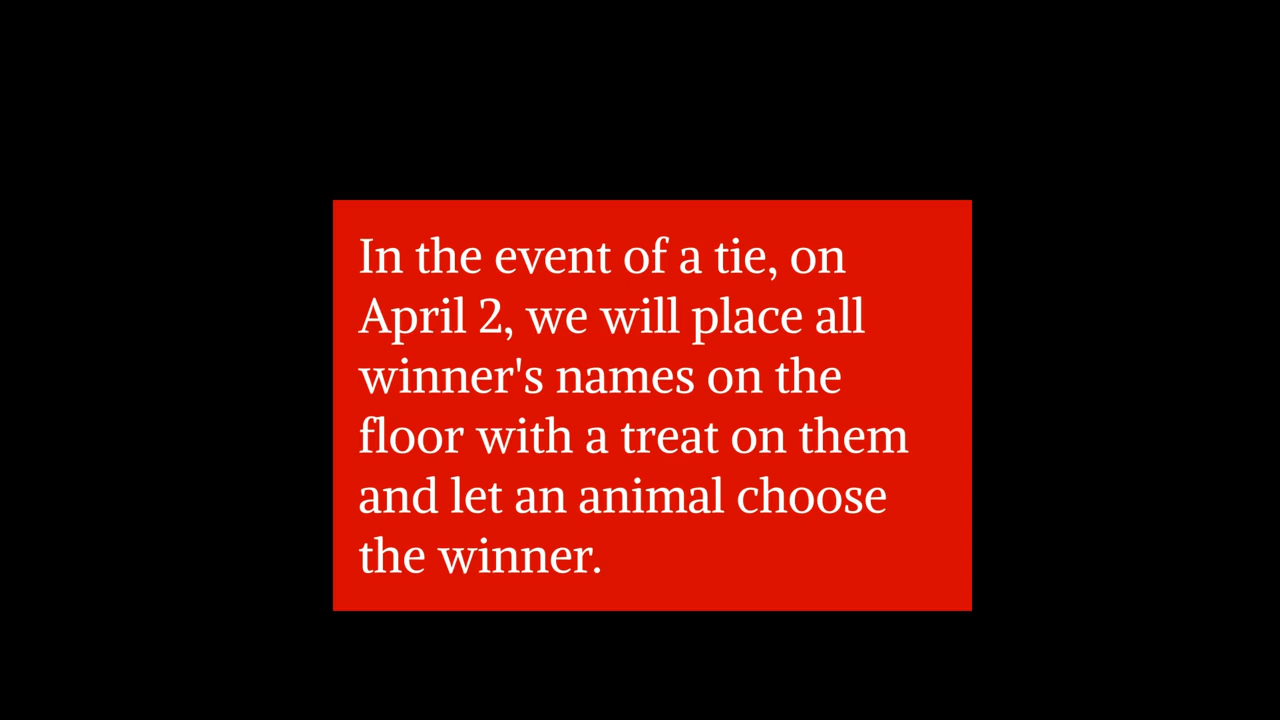 In the event of a tie, on
April 2, we will place all
winner's names on the
floor with a treat on them
and let an animal choose
the winner.